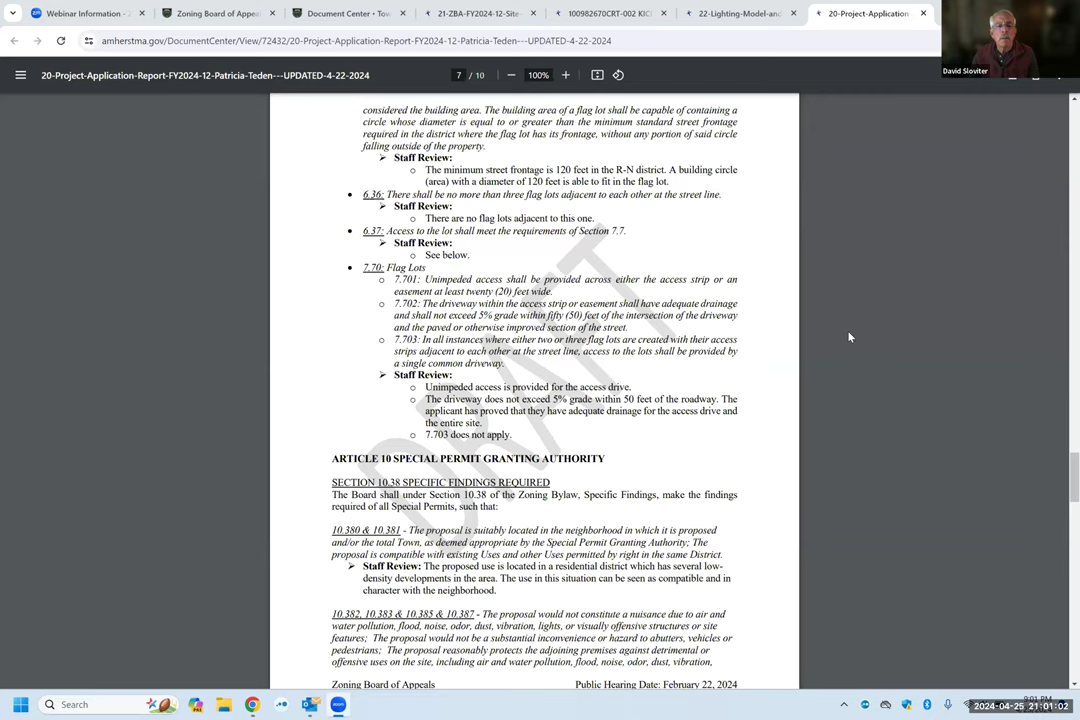 Webinar Information -
Zoning Board of Appeal
Document Center • Tow
21-ZBA-FY2024-12-Site
100982670CRT-002 KIC
22-Lighting-Model-and
20-Project-Application
amherstma.gov/DocumentCenter/View/72432/20-Project-Application-Report-FY2024-12-Patricia-Teden---UPDATED-4-22-2024
20-Project-Application-Report-FY2024-12-Patricia-Teden---UPDATED-4-22-2024
7 / 10
100%
David Sloviter
considered the building area. The building area of a flag lot shall be capable of containing a
circle whose diameter is equal to or greater than the minimum standard street frontage
required in the district where the flag lot has its frontage, without any portion of said circle
falling outside of the property.
➢ Staff Review:
o The minimum street frontage is 120 feet in the R-N district. A building circle
(area) with a diameter of 120 feet is able to fit in the flag lot.
• 6.36: There shall be no more than three flag lots adjacent to each other at the street line.
➢ Staff Review:
o There are no flag lots adjacent to this one.
• 6.37: Access to the lot shall meet the requirements of Section 7.7.
➢ Staff Review:
o See below.
• 7.70: Flag Lots
o 7.701: Unimpeded access shall be provided across either the access strip or an
easement at least twenty (20) feet wide.
o 7.702: The driveway within the access strip or easement shall have adequate drainage
and shall not exceed 5% grade within fifty (50) feet of the intersection of the driveway
and the paved or otherwise improved section of the street.
o 7.703: In all instances where either two or three flag lots are created with their access
strips adjacent to each other at the street line, access to the lots shall be provided by
a single common driveway.
➢ Staff Review:
o Unimpeded access is provided for the access drive.
o The driveway does not exceed 5% grade within 50 feet of the roadway. The
applicant has proved that they have adequate drainage for the access drive and
the entire site.
o 7.703 does not apply.
DRAFT
ARTICLE 10 SPECIAL PERMIT GRANTING AUTHORITY
SECTION 10.38 SPECIFIC FINDINGS REQUIRED
The Board shall under Section 10.38 of the Zoning Bylaw, Specific Findings, make the findings
required of all Special Permits, such that:
10.380 & 10.381 - The proposal is suitably located in the neighborhood in which it is proposed
and/or the total Town, as deemed appropriate by the Special Permit Granting Authority; The
proposal is compatible with existing Uses and other Uses permitted by right in the same District.
➢ Staff Review: The proposed use is located in a residential district which has several low-
density developments in the area. The use in this situation can be seen as compatible and in
character with the neighborhood.
10.382, 10.383 & 10.385 & 10.387 - The proposal would not constitute a nuisance due to air and
water pollution, flood, noise, odor, dust, vibration, lights, or visually offensive structures or site
features; The proposal would not be a substantial inconvenience or hazard to abutters, vehicles or
pedestrians; The proposal reasonably protects the adjoining premises against detrimental or
offensive uses on the site, including air and water pollution, flood, noise, odor, dust, vibration,
Zoning Board of Appeals Public Hearing Date: February 22, 2024
Search
2024-04-25 21:01:02